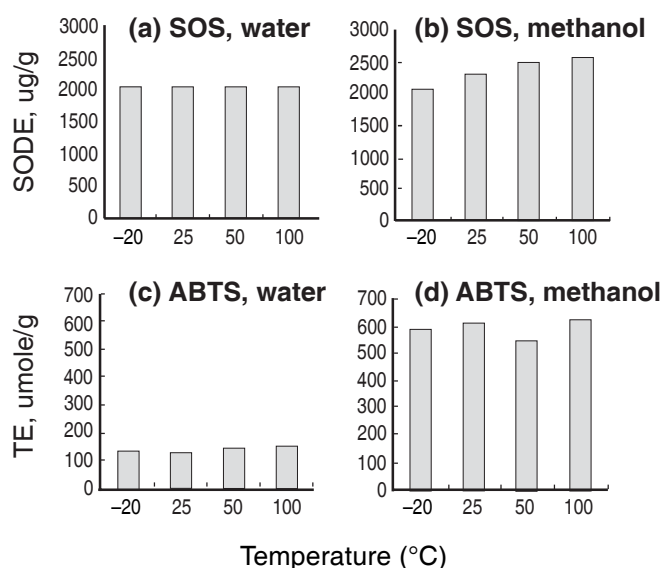 (a) SOS, water
SODE, ug/g
3000
2500
2000
1500
1000
500
0
–20 25 50 100
(b) SOS, methanol
3000
2500
2000
1500
1000
500
0
–20 25 50 100
(c) ABTS, water
TE, umole/g
700
600
500
400
300
200
100
0
–20 25 50 100
(d) ABTS, methanol
700
600
500
400
300
200
100
0
–20 25 50 100
Temperature (°C)